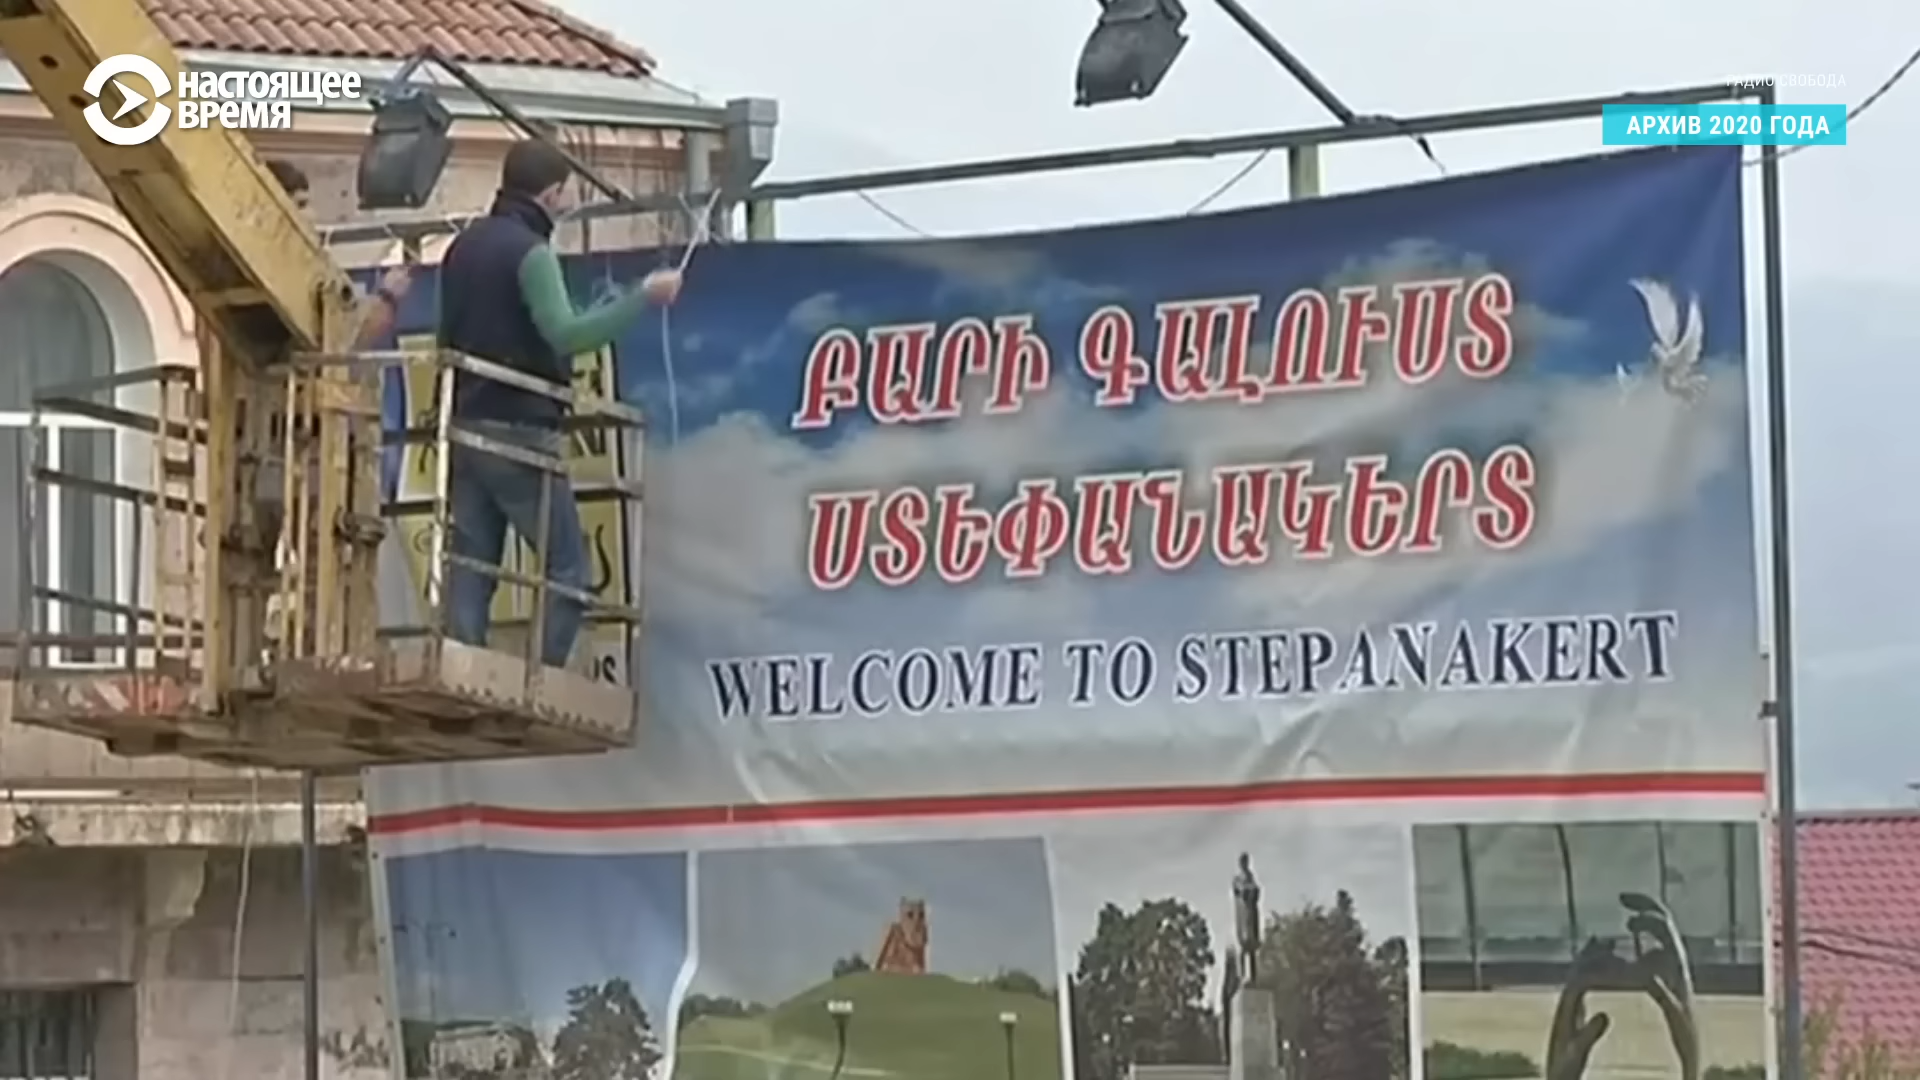 НАСТОЯЩЕЕ
ВРЕМЯ
РАДИО СВОБОДА
АРХИВ 2020 ГОДА
ԲԱՐԻ ԳԱԼՈՒՍՏ
ՍՏԵՓԱՆԱԿԵՐՏ
WELCOME TO STEPANAKERT